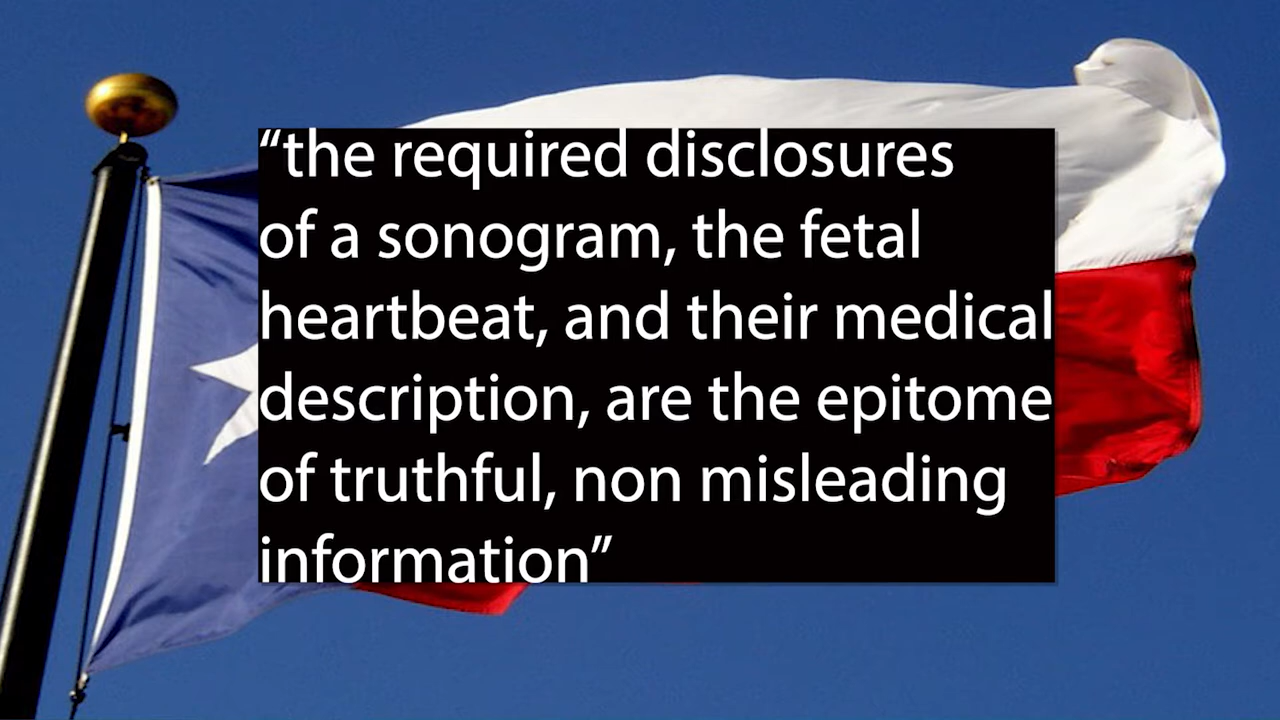 “the required disclosures
of a sonogram, the fetal
heartbeat, and their medical
description, are the epitome
of truthful, non misleading
information”